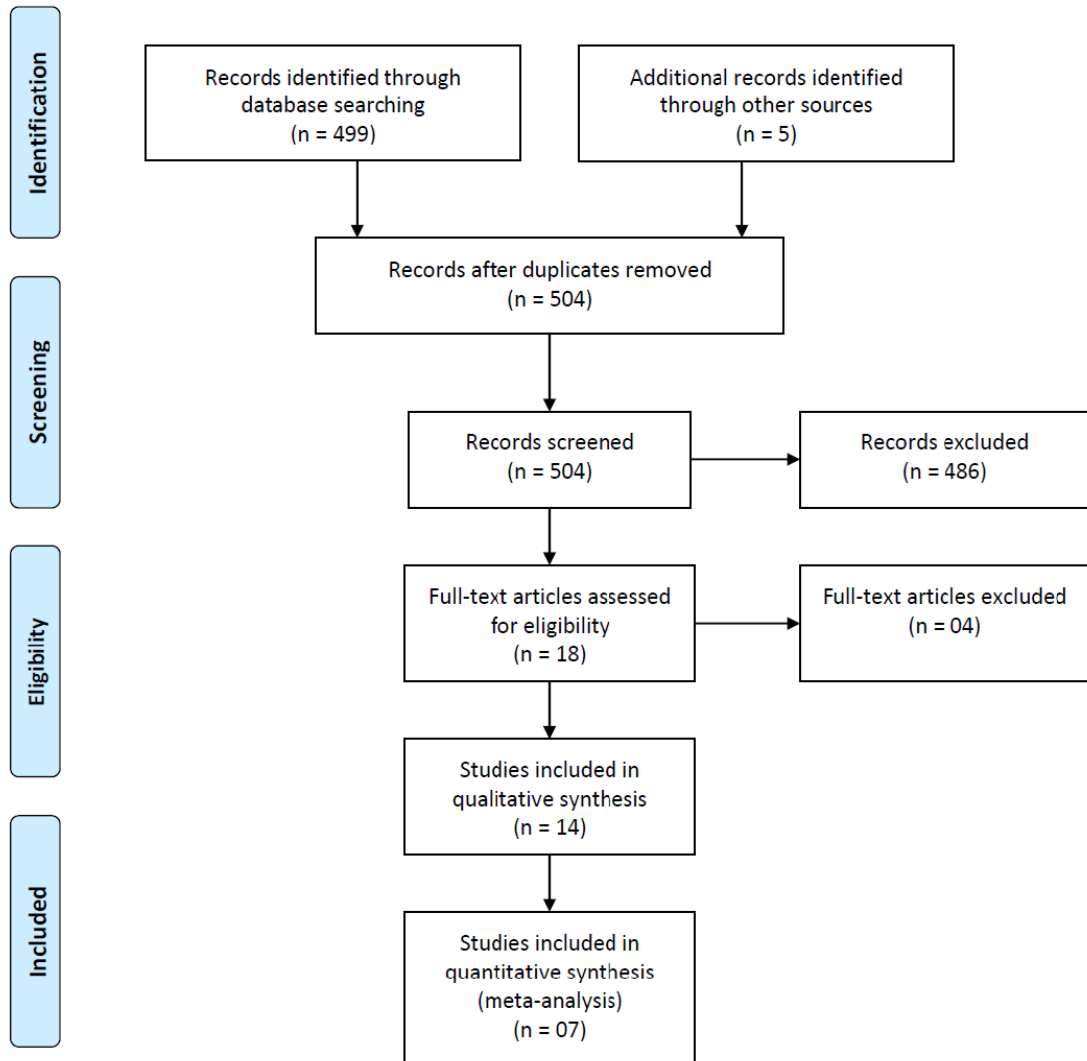 Identification
Records identified through
database searching
(n = 499)
Additional records identified
through other sources
(n = 5)
Records after duplicates removed
(n = 504)
Screening
Records screened
(n = 504)
Records excluded
(n = 486)
Eligibility
Full-text articles assessed
for eligibility
(n = 18)
Full-text articles excluded
(n = 04)
Studies included in
qualitative synthesis
(n = 14)
Included
Studies included in
quantitative synthesis
(meta-analysis)
(n = 07)